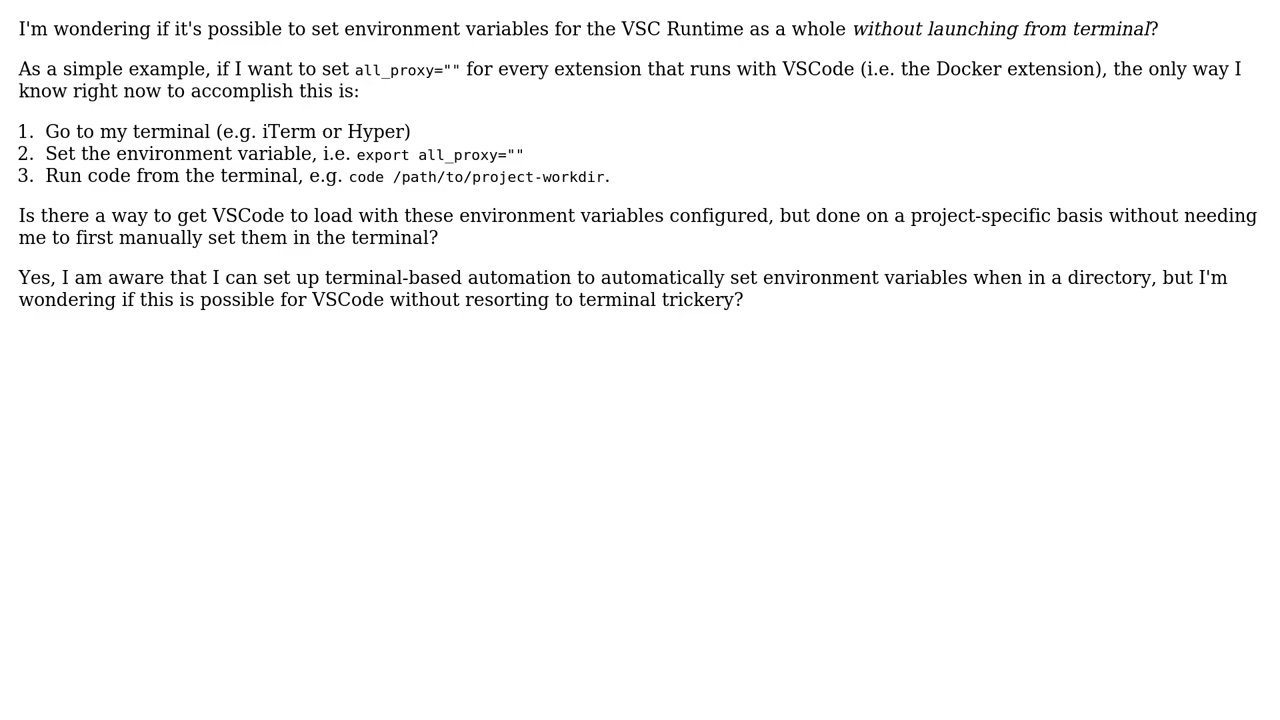 I'm wondering if it's possible to set environment variables for the VSC Runtime as a whole without launching from terminal?
As a simple example, if I want to set all_proxy="" for every extension that runs with VSCode (i.e. the Docker extension), the only way I
know right now to accomplish this is:
1. Go to my terminal (e.g. iTerm or Hyper)
2. Set the environment variable, i.e. export all_proxy=""
3. Run code from the terminal, e.g. code /path/to/project-workdir.
Is there a way to get VSCode to load with these environment variables configured, but done on a project-specific basis without needing
me to first manually set them in the terminal?
Yes, I am aware that I can set up terminal-based automation to automatically set environment variables when in a directory, but I'm
wondering if this is possible for VSCode without resorting to terminal trickery?